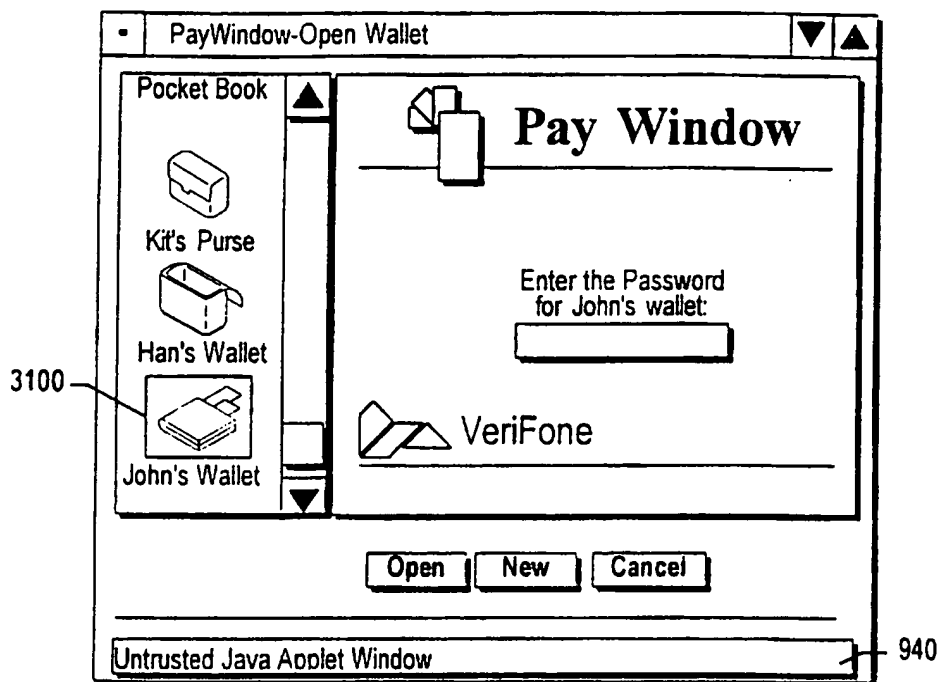 PayWindow-Open Wallet
Pocket Book
Kit's Purse
Han's Wallet
3100
John's Wallet
Pay Window
Enter the Password
for John's wallet:
VeriFone
Open
New
Cancel
Untrusted Java Applet Window
940